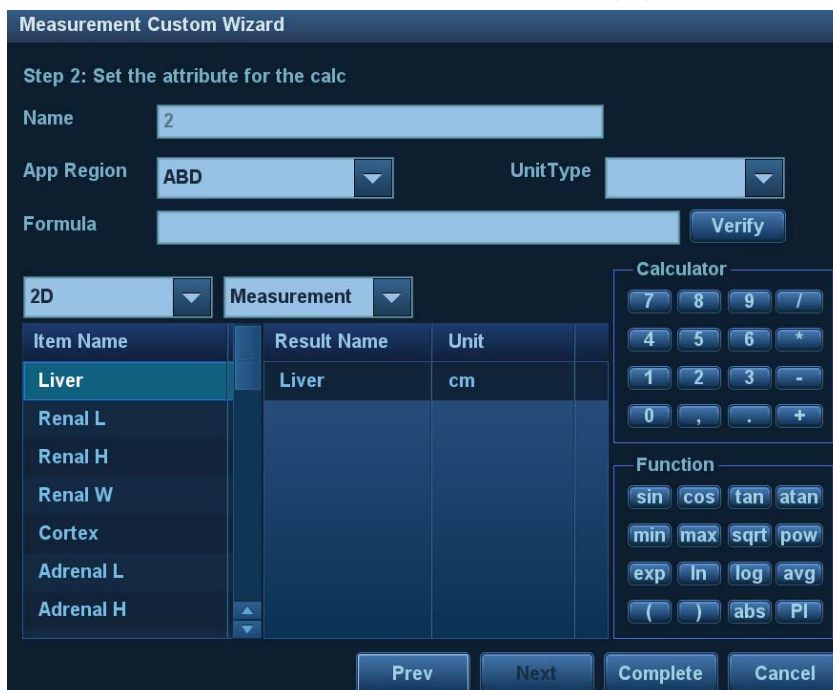 Measurement Custom Wizard
Step 2: Set the attribute for the calc
Name 2
App Region ABD UnitType
Formula Verify
2D Measurement
Item Name Result Name Unit
Liver Liver cm
Renal L
Renal H
Renal W
Cortex
Adrenal L
Adrenal H
Calculator
7 8 9 /
4 5 6 *
1 2 3 -
0 , . +
Function
sin cos tan atan
min max sqrt pow
exp ln log avg
( ) abs PI
Prev Next Complete Cancel